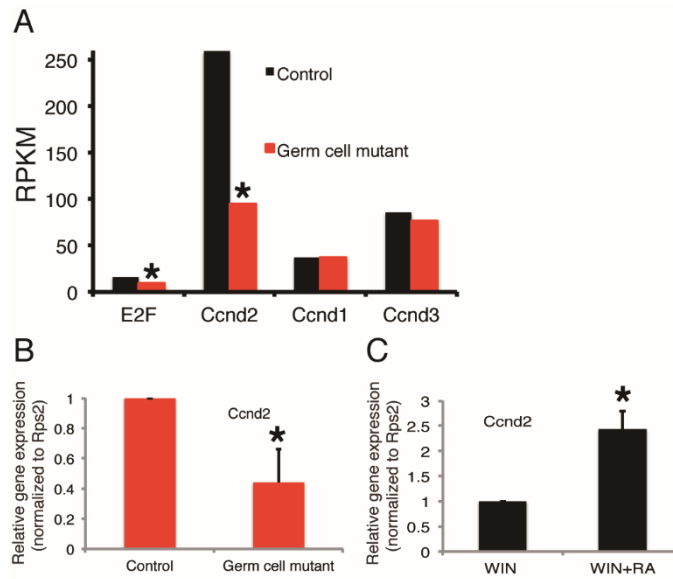 A
250
200
150
100
50
0
RPKM
Control
Germ cell mutant
*
*
E2F Ccnd2 Ccnd1 Ccnd3
B
Relative gene expression
(normalized to Rps2)
1
0.8
0.6
0.4
0.2
0
Ccnd2
*
Control Germ cell mutant
C
Relative gene expression
(normalized to Rps2)
3
2.5
2
1.5
1
0.5
0
Ccnd2
*
WIN WIN+RA